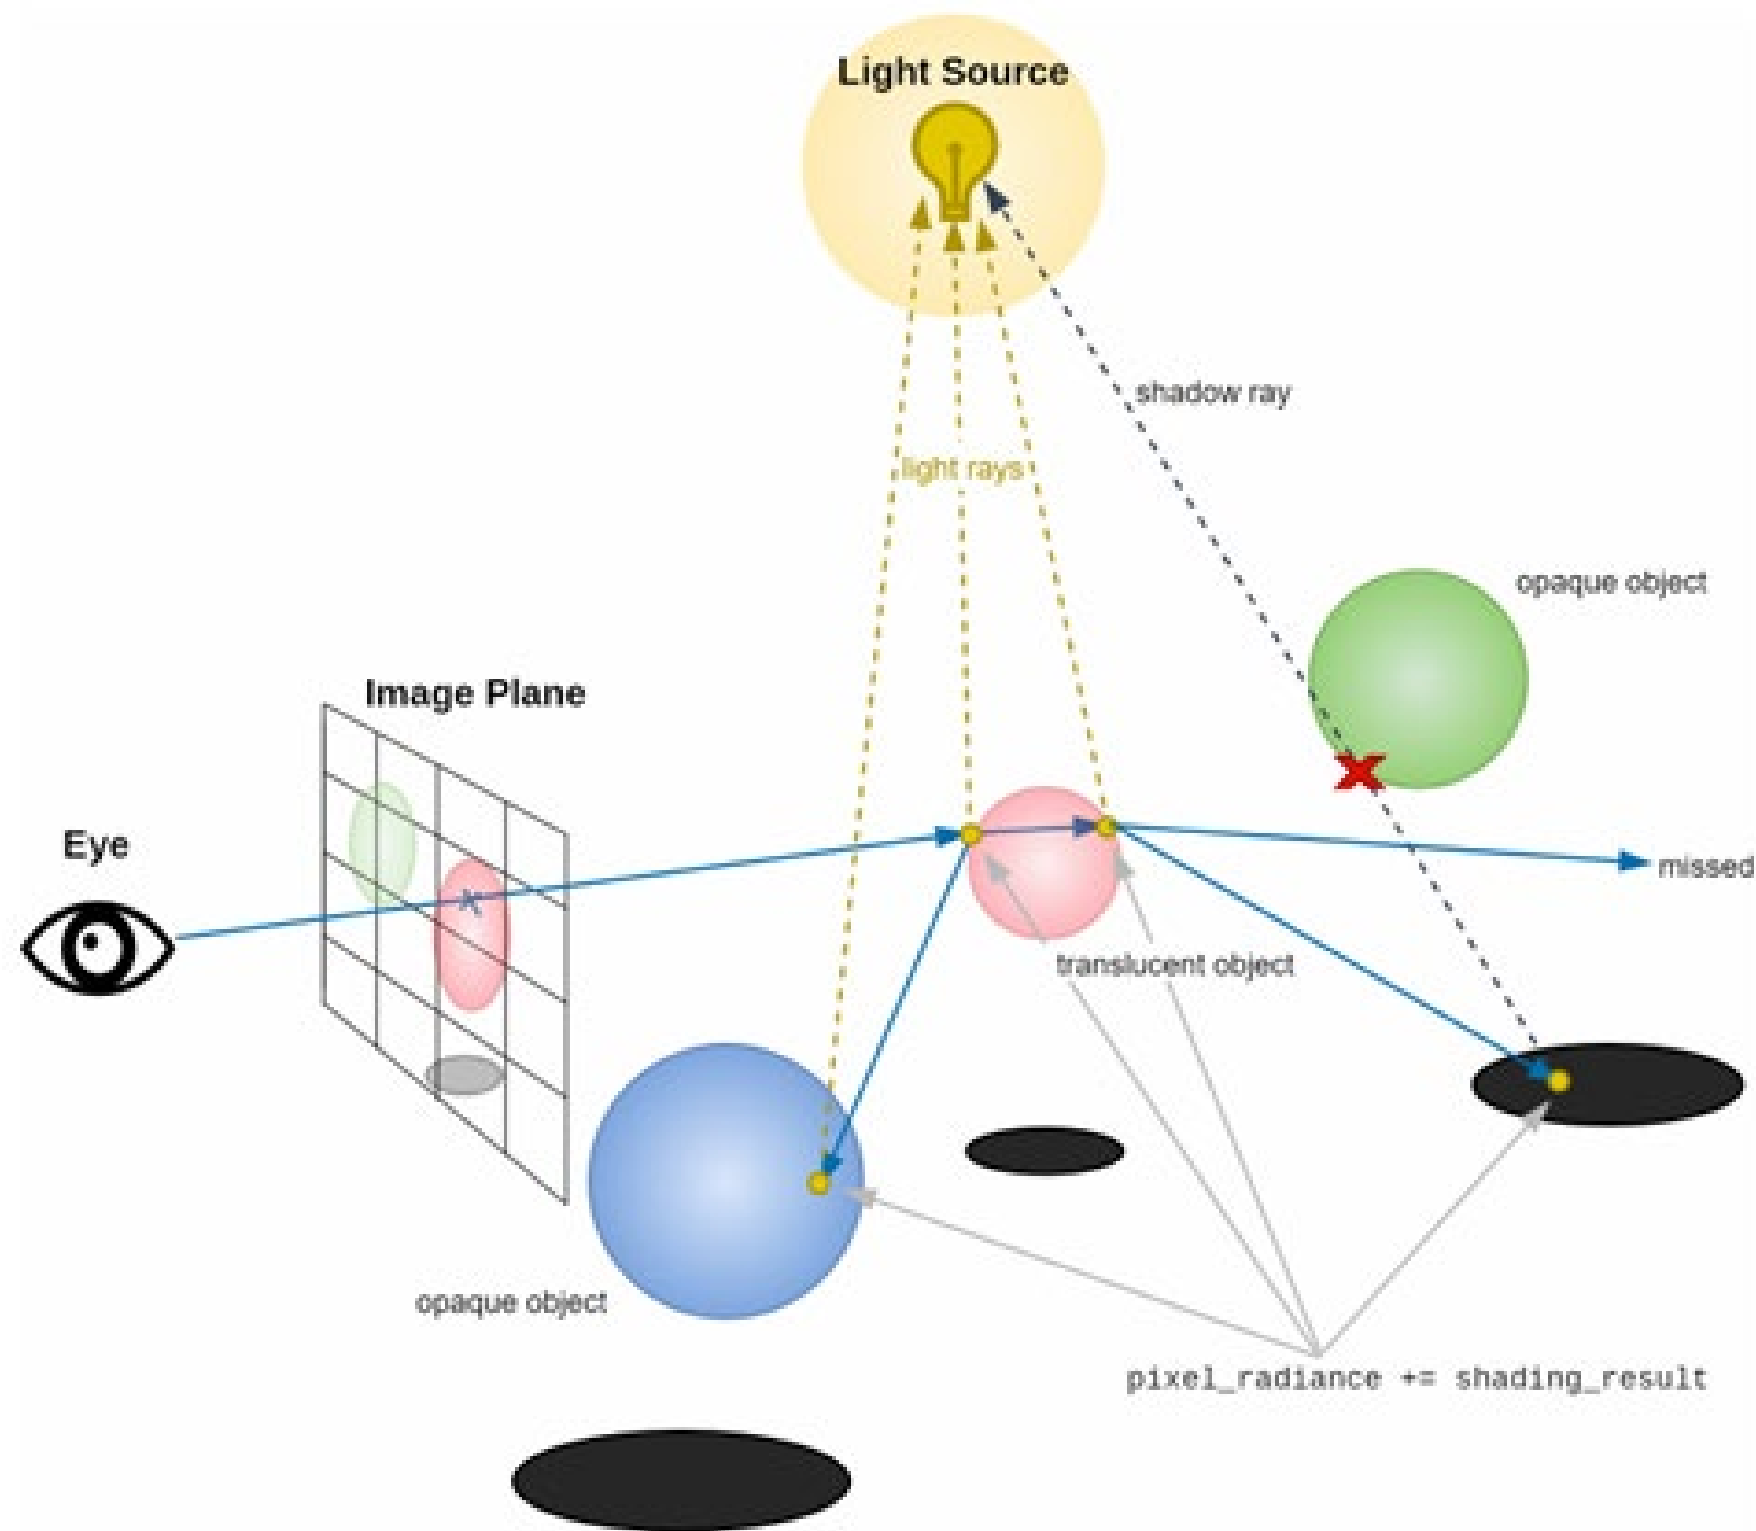 Light Source
shadow ray
light rays
opaque object
Image Plane
Eye
missed
translucent object
opaque object
pixel_radiance += shading_result